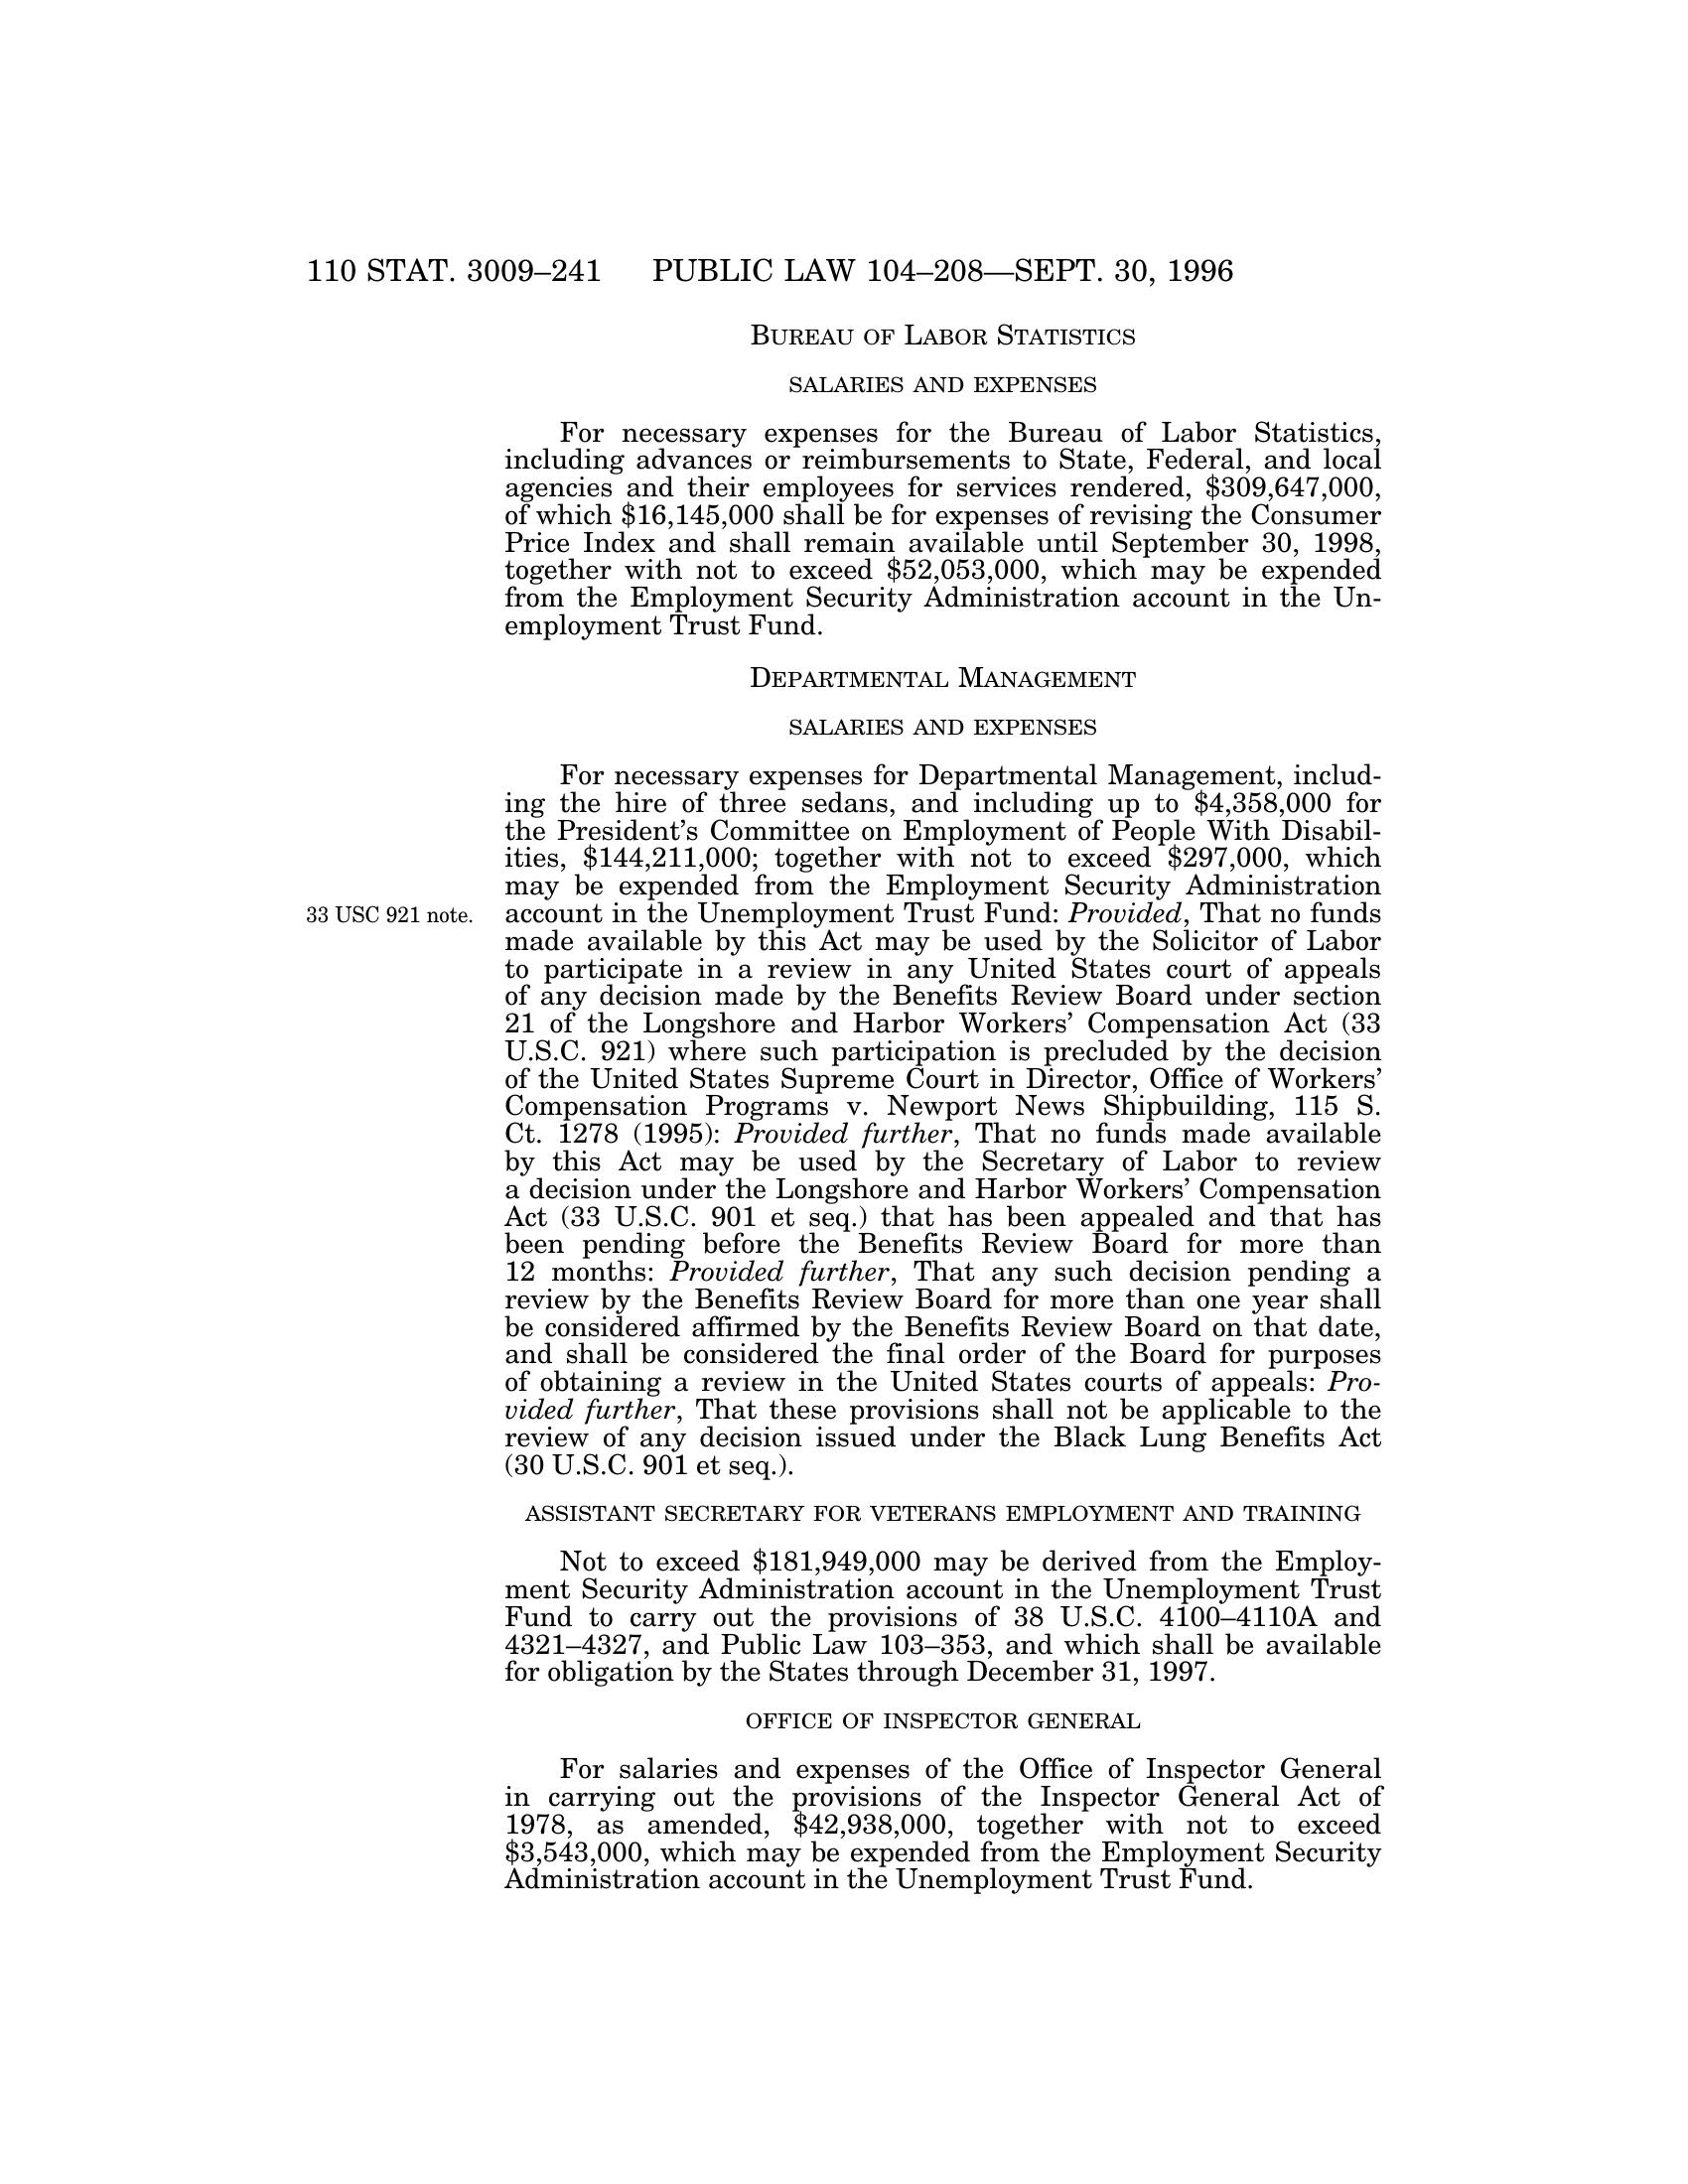 110 STAT. 3009–241 PUBLIC LAW 104–208—SEPT. 30, 1996
BUREAU OF LABOR STATISTICS
SALARIES AND EXPENSES
For necessary expenses for the Bureau of Labor Statistics,
including advances or reimbursements to State, Federal, and local
agencies and their employees for services rendered, $309,647,000,
of which $16,145,000 shall be for expenses of revising the Consumer
Price Index and shall remain available until September 30, 1998,
together with not to exceed $52,053,000, which may be expended
from the Employment Security Administration account in the Un-
employment Trust Fund.
DEPARTMENTAL MANAGEMENT
SALARIES AND EXPENSES
For necessary expenses for Departmental Management, includ-
ing the hire of three sedans, and including up to $4,358,000 for
the President's Committee on Employment of People With Disabil-
ities, $144,211,000; together with not to exceed $297,000, which
may be expended from the Employment Security Administration
33 USC 921 note.
account in the Unemployment Trust Fund: Provided, That no funds
made available by this Act may be used by the Solicitor of Labor
to participate in a review in any United States court of appeals
of any decision made by the Benefits Review Board under section
21 of the Longshore and Harbor Workers' Compensation Act (33
U.S.C. 921) where such participation is precluded by the decision
of the United States Supreme Court in Director, Office of Workers'
Compensation Programs v. Newport News Shipbuilding, 115 S.
Ct. 1278 (1995): Provided further, That no funds made available
by this Act may be used by the Secretary of Labor to review
a decision under the Longshore and Harbor Workers' Compensation
Act (33 U.S.C. 901 et seq.) that has been appealed and that has
been pending before the Benefits Review Board for more than
12 months: Provided further, That any such decision pending a
review by the Benefits Review Board for more than one year shall
be considered affirmed by the Benefits Review Board on that date,
and shall be considered the final order of the Board for purposes
of obtaining a review in the United States courts of appeals: Pro-
vided further, That these provisions shall not be applicable to the
review of any decision issued under the Black Lung Benefits Act
(30 U.S.C. 901 et seq.).
ASSISTANT SECRETARY FOR VETERANS EMPLOYMENT AND TRAINING
Not to exceed $181,949,000 may be derived from the Employ-
ment Security Administration account in the Unemployment Trust
Fund to carry out the provisions of 38 U.S.C. 4100–4110A and
4321–4327, and Public Law 103–353, and which shall be available
for obligation by the States through December 31, 1997.
OFFICE OF INSPECTOR GENERAL
For salaries and expenses of the Office of Inspector General
in carrying out the provisions of the Inspector General Act of
1978, as amended, $42,938,000, together with not to exceed
$3,543,000, which may be expended from the Employment Security
Administration account in the Unemployment Trust Fund.